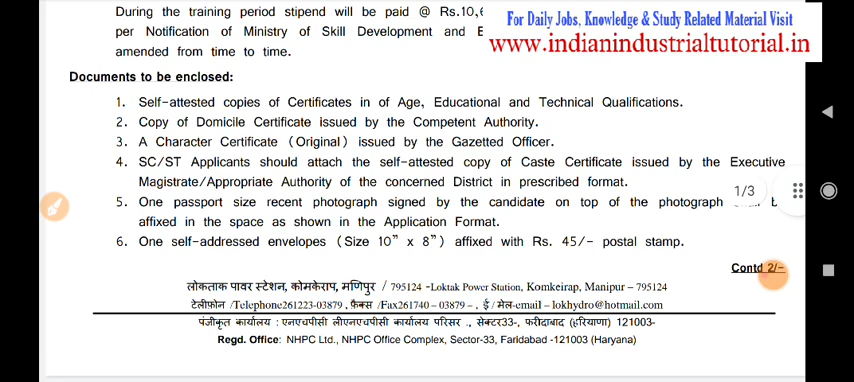 During the training period stipend will be paid @ Rs.10,6
For Daily Jobs, Knowledge & Study Related Material Visit
per Notification of Ministry of Skill Development and E
www.indianindustrialtutorial.in
amended from time to time.
Documents to be enclosed:
1. Self-attested copies of Certificates in of Age, Educational and Technical Qualifications.
2. Copy of Domicile Certificate issued by the Competent Authority.
3. A Character Certificate (Original) issued by the Gazetted Officer.
4. SC/ST Applicants should attach the self-attested copy of Caste Certificate issued by the Executive
Magistrate/Appropriate Authority of the concerned District in prescribed format.
1/3
5. One passport size recent photograph signed by the candidate on top of the photograph
affixed in the space as shown in the Application Format.
6. One self-addressed envelopes (Size 10” x 8”) affixed with Rs. 45/- postal stamp.
Contd 2/-
लोकताक पावर स्टेशन, कोमकेराप, मणिपुर / 795124 -Loktak Power Station, Komkeirap, Manipur – 795124
टेलीफ़ोन /Telephone261223-03879 , फ़ैक्स /Fax261740 – 03879 – , ई / मेल-email – lokhydro@hotmail.com
पंजीकृत कार्यालय : एनएचपीसी लीएनएचपीसी कार्यालय परिसर ., सेक्टर33-, फरीदाबाद (हरियाणा) 121003-
Regd. Office: NHPC Ltd., NHPC Office Complex, Sector-33, Faridabad -121003 (Haryana)